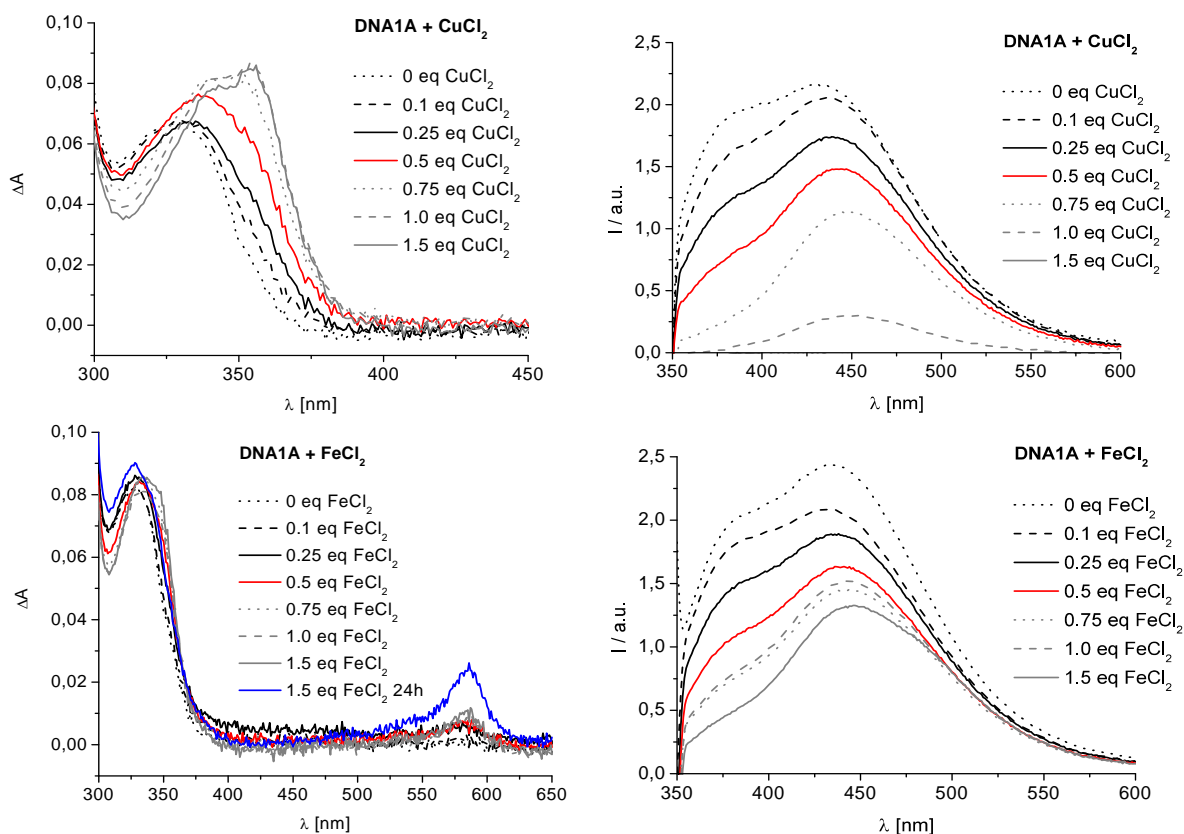 DNA1A + CuCl₂
0 eq CuCl₂
0.1 eq CuCl₂
0.25 eq CuCl₂
0.5 eq CuCl₂
0.75 eq CuCl₂
1.0 eq CuCl₂
1.5 eq CuCl₂
0,10
0,08
0,06
0,04
0,02
0,00
ΔA
300 350 400 450
λ [nm]
DNA1A + CuCl₂
0 eq CuCl₂
0.1 eq CuCl₂
0.25 eq CuCl₂
0.5 eq CuCl₂
0.75 eq CuCl₂
1.0 eq CuCl₂
1.5 eq CuCl₂
2,5
2,0
1,5
1,0
0,5
0,0
I / a.u.
350 400 450 500 550 600
λ [nm]
DNA1A + FeCl₂
0 eq FeCl₂
0.1 eq FeCl₂
0.25 eq FeCl₂
0.5 eq FeCl₂
0.75 eq FeCl₂
1.0 eq FeCl₂
1.5 eq FeCl₂
1.5 eq FeCl₂ 24h
0,10
0,08
0,06
0,04
0,02
0,00
ΔA
300 350 400 450 500 550 600 650
λ [nm]
DNA1A + FeCl₂
0 eq FeCl₂
0.1 eq FeCl₂
0.25 eq FeCl₂
0.5 eq FeCl₂
0.75 eq FeCl₂
1.0 eq FeCl₂
1.5 eq FeCl₂
2,5
2,0
1,5
1,0
0,5
0,0
I / a.u.
350 400 450 500 550 600
λ [nm]